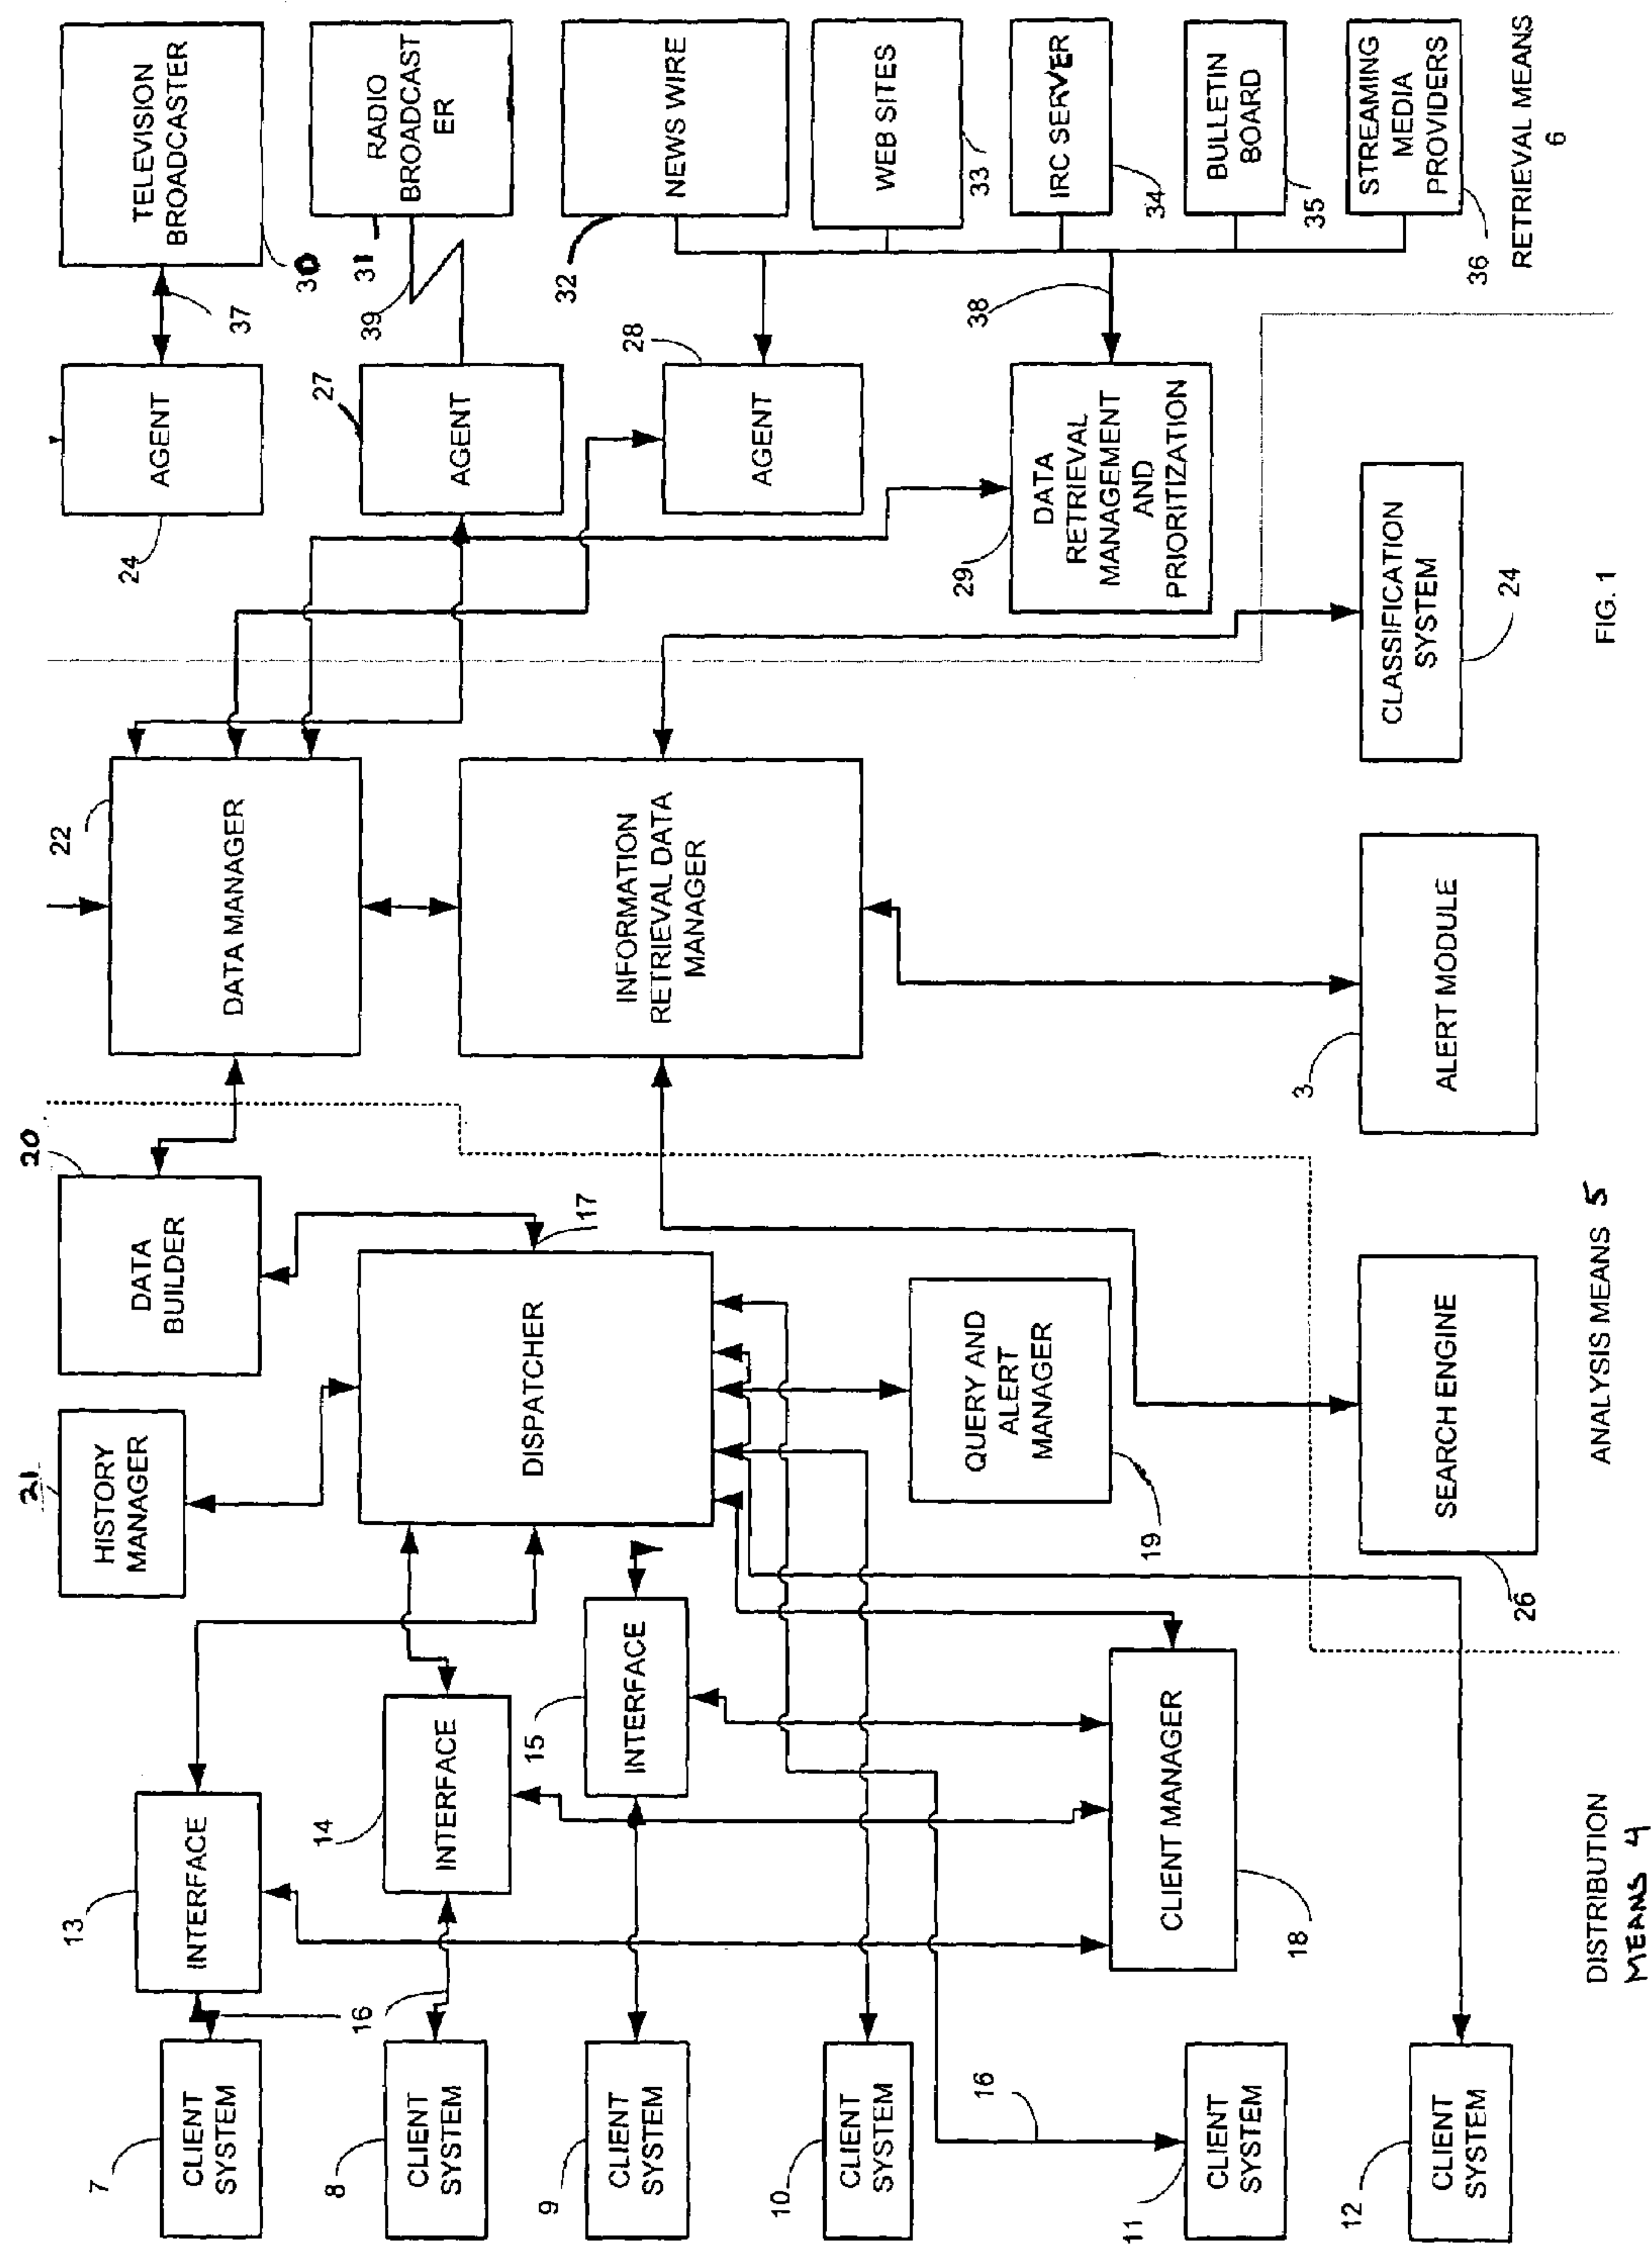 7
CLIENT
SYSTEM
8
CLIENT
SYSTEM
9
CLIENT
SYSTEM
10
CLIENT
SYSTEM
11
CLIENT
SYSTEM
12
CLIENT
SYSTEM
16
16
13
INTERFACE
14
INTERFACE
15
INTERFACE
CLIENT MANAGER
18
DISTRIBUTION
MEANS 4
21
HISTORY
MANAGER
20
DATA
BUILDER
DISPATCHER
17
QUERY AND
ALERT
MANAGER
19
SEARCH ENGINE
26
ANALYSIS MEANS 5
22
DATA MANAGER
INFORMATION
RETRIEVAL DATA
MANAGER
3
ALERT MODULE
CLASSIFICATION
SYSTEM
24
FIG. 1
24
AGENT
27
AGENT
28
AGENT
29
DATA
RETRIEVAL
MANAGEMENT
AND
PRIORITIZATION
37
39
38
TELEVISION
BROADCASTER
30
RADIO
BROADCAST
ER
31
NEWS WIRE
32
WEB SITES
33
IRC SERVER
34
BULLETIN
BOARD
35
STREAMING
MEDIA
PROVIDERS
36
RETRIEVAL MEANS
6